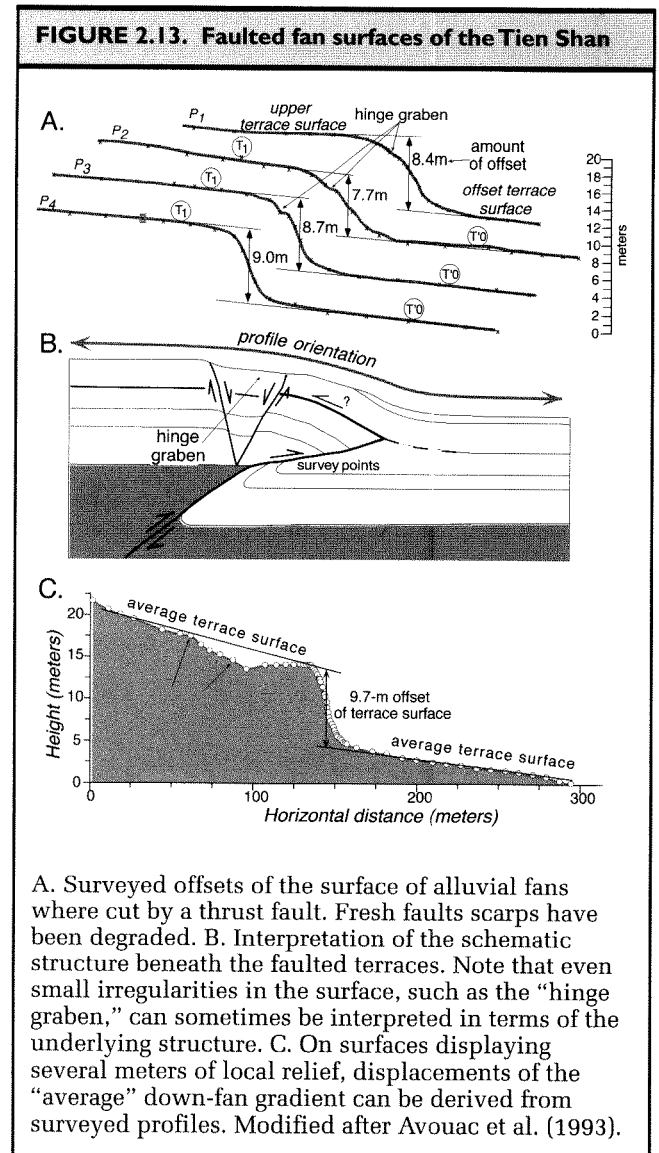 FIGURE 2.13. Faulted fan surfaces of the Tien Shan
A.
P1
upper
terrace surface
hinge graben
P2
T1
8.4m
amount
of offset
P3
T1
7.7m
offset terrace
surface
P4
T1
8.7m
T'0
9.0m
T'0
T'0
20
18
16
14
12
10
8
6
4
2
0
meters
B.
profile orientation
hinge
graben
?
survey points
C.
average terrace surface
9.7-m offset
of terrace surface
average terrace surface
Height (meters)
20
15
10
5
0
0
100
200
300
Horizontal distance (meters)
A. Surveyed offsets of the surface of alluvial fans
where cut by a thrust fault. Fresh faults scarps have
been degraded. B. Interpretation of the schematic
structure beneath the faulted terraces. Note that even
small irregularities in the surface, such as the “hinge
graben,” can sometimes be interpreted in terms of the
underlying structure. C. On surfaces displaying
several meters of local relief, displacements of the
“average” down-fan gradient can be derived from
surveyed profiles. Modified after Avouac et al. (1993).